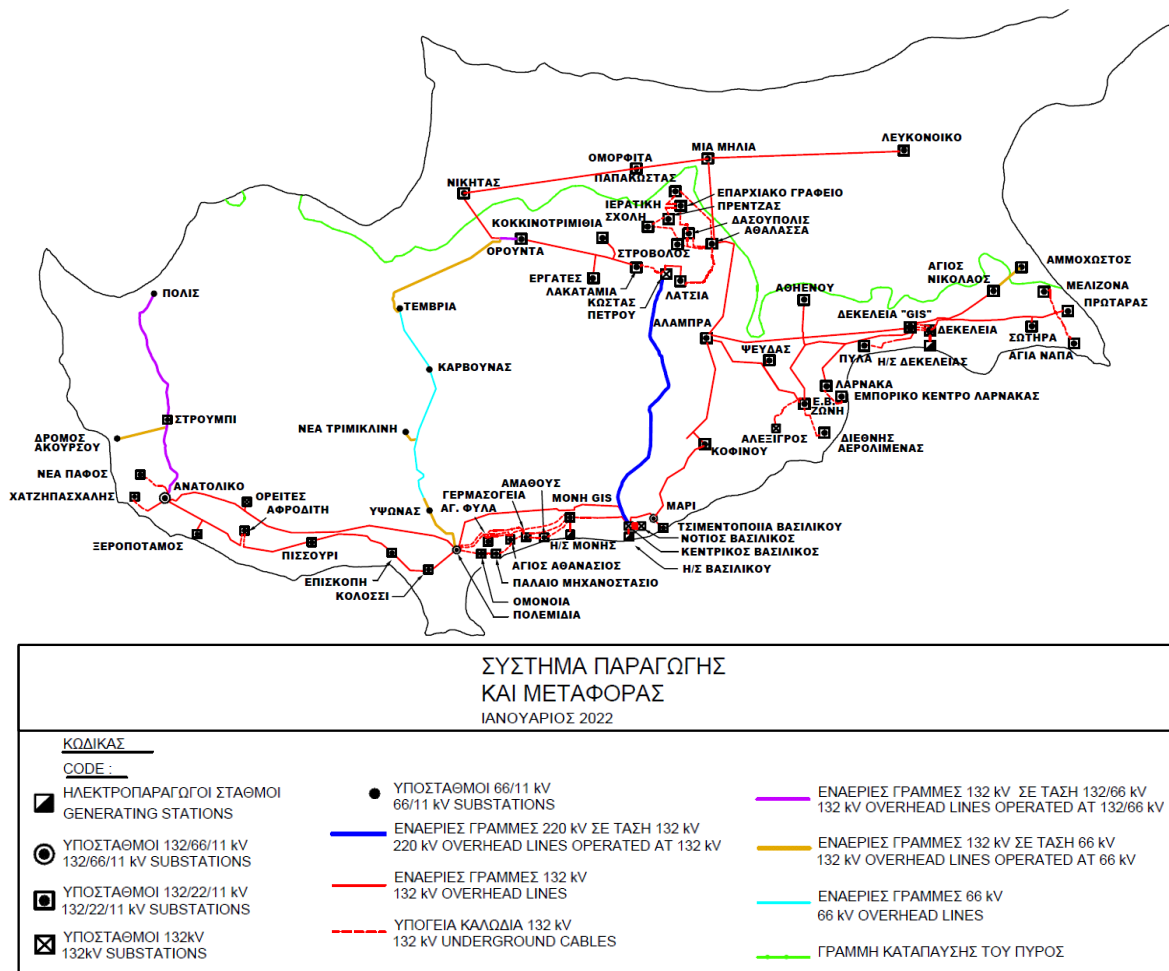 ΛΕΥΚΟΝΟΙΚΟ
ΜΙΑ ΜΗΛΙΑ
ΟΜΟΡΦΙΤΑ
ΠΑΠΑΚΩΣΤΑΣ
ΝΙΚΗΤΑΣ
ΕΠΑΡΧΙΑΚΟ ΓΡΑΦΕΙΟ
ΙΕΡΑΤΙΚΗ
ΣΧΟΛΗ
ΠΡΕΝΤΖΑΣ
ΚΟΚΚΙΝΟΤΡΙΜΙΘΙΑ
ΔΑΣΟΥΠΟΛΙΣ
ΑΘΑΛΑΣΣΑ
ΟΡΟΥΝΤΑ
ΣΤΡΟΒΟΛΟΣ
ΕΡΓΑΤΕΣ
ΛΑΚΑΤΑΜΙΑ
ΚΩΣΤΑΣ
ΠΕΤΡΟΥ
ΛΑΤΣΙΑ
ΑΘΗΕΝΟΥ
ΑΓΙΟΣ
ΝΙΚΟΛΑΟΣ
ΑΜΜΟΧΩΣΤΟΣ
ΜΕΛΙΖΟΝΑ
ΠΡΩΤΑΡΑΣ
ΠΟΛΙΣ
ΤΕΜΒΡΙΑ
ΑΛΑΜΠΡΑ
ΔΕΚΕΛΕΙΑ "GIS"
ΔΕΚΕΛΕΙΑ
ΣΩΤΗΡΑ
ΑΓΙΑ ΝΑΠΑ
ΨΕΥΔΑΣ
ΠΥΛΑ
Η/Σ ΔΕΚΕΛΕΙΑΣ
ΚΑΡΒΟΥΝΑΣ
ΛΑΡΝΑΚΑ
ΕΜΠΟΡΙΚΟ ΚΕΝΤΡΟ ΛΑΡΝΑΚΑΣ
Ε.Β.
ΖΩΝΗ
ΣΤΡΟΥΜΠΙ
ΔΡΟΜΟΣ
ΑΚΟΥΡΣΟΥ
ΝΕΑ ΤΡΙΜΙΚΛΙΝΗ
ΑΛΕΞΙΓΡΟΣ
ΔΙΕΘΝΗΣ
ΑΕΡΟΛΙΜΕΝΑΣ
ΚΟΦΙΝΟΥ
ΝΕΑ ΠΑΦΟΣ
ΧΑΤΖΗΠΑΣΧΑΛΗΣ
ΑΝΑΤΟΛΙΚΟ
ΟΡΕΙΤΕΣ
ΑΦΡΟΔΙΤΗ
ΥΨΩΝΑΣ
ΑΜΑΘΟΥΣ
ΓΕΡΜΑΣΟΓΕΙΑ
ΑΓ. ΦΥΛΑ
ΜΟΝΗ GIS
ΜΑΡΙ
ΤΣΙΜΕΝΤΟΠΟΙΙΑ ΒΑΣΙΛΙΚΟΥ
ΝΟΤΙΟΣ ΒΑΣΙΛΙΚΟΣ
ΚΕΝΤΡΙΚΟΣ ΒΑΣΙΛΙΚΟΣ
Η/Σ ΒΑΣΙΛΙΚΟΥ
Η/Σ ΜΟΝΗΣ
ΞΕΡΟΠΟΤΑΜΟΣ
ΠΙΣΣΟΥΡΙ
ΕΠΙΣΚΟΠΗ
ΚΟΛΟΣΣΙ
ΑΓΙΟΣ ΑΘΑΝΑΣΙΟΣ
ΠΑΛΑΙΟ ΜΗΧΑΝΟΣΤΑΣΙΟ
ΟΜΟΝΟΙΑ
ΠΟΛΕΜΙΔΙΑ
ΣΥΣΤΗΜΑ ΠΑΡΑΓΩΓΗΣ
ΚΑΙ ΜΕΤΑΦΟΡΑΣ
ΙΑΝΟΥΑΡΙΟΣ 2022
ΚΩΔΙΚΑΣ
CODE :
ΗΛΕΚΤΡΟΠΑΡΑΓΩΓΟΙ ΣΤΑΘΜΟΙ
GENERATING STATIONS
ΥΠΟΣΤΑΘΜΟΙ 132/66/11 kV
132/66/11 kV SUBSTATIONS
ΥΠΟΣΤΑΘΜΟΙ 132/22/11 kV
132/22/11 kV SUBSTATIONS
ΥΠΟΣΤΑΘΜΟΙ 132kV
132kV SUBSTATIONS
ΥΠΟΣΤΑΘΜΟΙ 66/11 kV
66/11 kV SUBSTATIONS
ΕΝΑΕΡΙΕΣ ΓΡΑΜΜΕΣ 220 kV ΣΕ ΤΑΣΗ 132 kV
220 kV OVERHEAD LINES OPERATED AT 132 kV
ΕΝΑΕΡΙΕΣ ΓΡΑΜΜΕΣ 132 kV
132 kV OVERHEAD LINES
ΥΠΟΓΕΙΑ ΚΑΛΩΔΙΑ 132 kV
132 kV UNDERGROUND CABLES
ΕΝΑΕΡΙΕΣ ΓΡΑΜΜΕΣ 132 kV ΣΕ ΤΑΣΗ 132/66 kV
132 kV OVERHEAD LINES OPERATED AT 132/66 kV
ΕΝΑΕΡΙΕΣ ΓΡΑΜΜΕΣ 132 kV ΣΕ ΤΑΣΗ 66 kV
132 kV OVERHEAD LINES OPERATED AT 66 kV
ΕΝΑΕΡΙΕΣ ΓΡΑΜΜΕΣ 66 kV
66 kV OVERHEAD LINES
ΓΡΑΜΜΗ ΚΑΤΑΠΑΥΣΗΣ ΤΟΥ ΠΥΡΟΣ